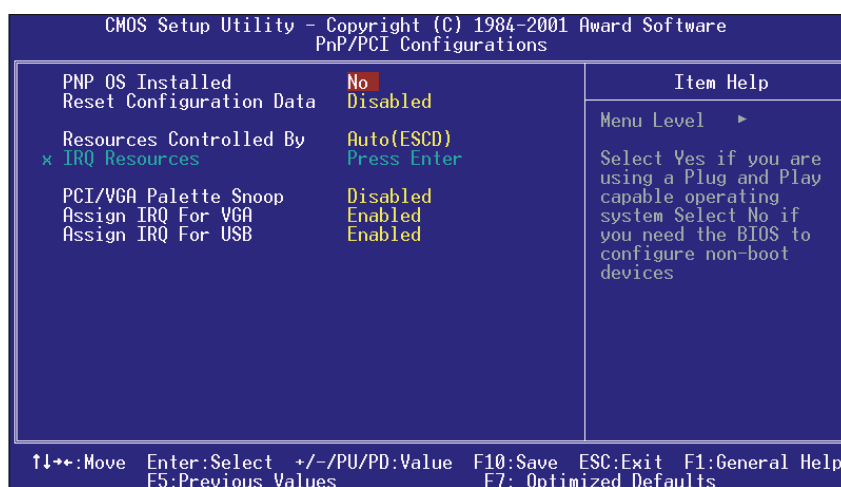 CMOS Setup Utility – Copyright (C) 1984-2001 Award Software
PnP/PCI Configurations
PNP OS Installed No
Reset Configuration Data Disabled
Resources Controlled By Auto(ESCD)
x IRQ Resources Press Enter
PCI/VGA Palette Snoop Disabled
Assign IRQ For VGA Enabled
Assign IRQ For USB Enabled
Item Help
Menu Level ►
Select Yes if you are
using a Plug and Play
capable operating
system Select No if
you need the BIOS to
configure non-boot
devices
↑↓→←:Move Enter:Select +/-/PU/PD:Value F10:Save ESC:Exit F1:General Help
F5:Previous Values F7: Optimized Defaults